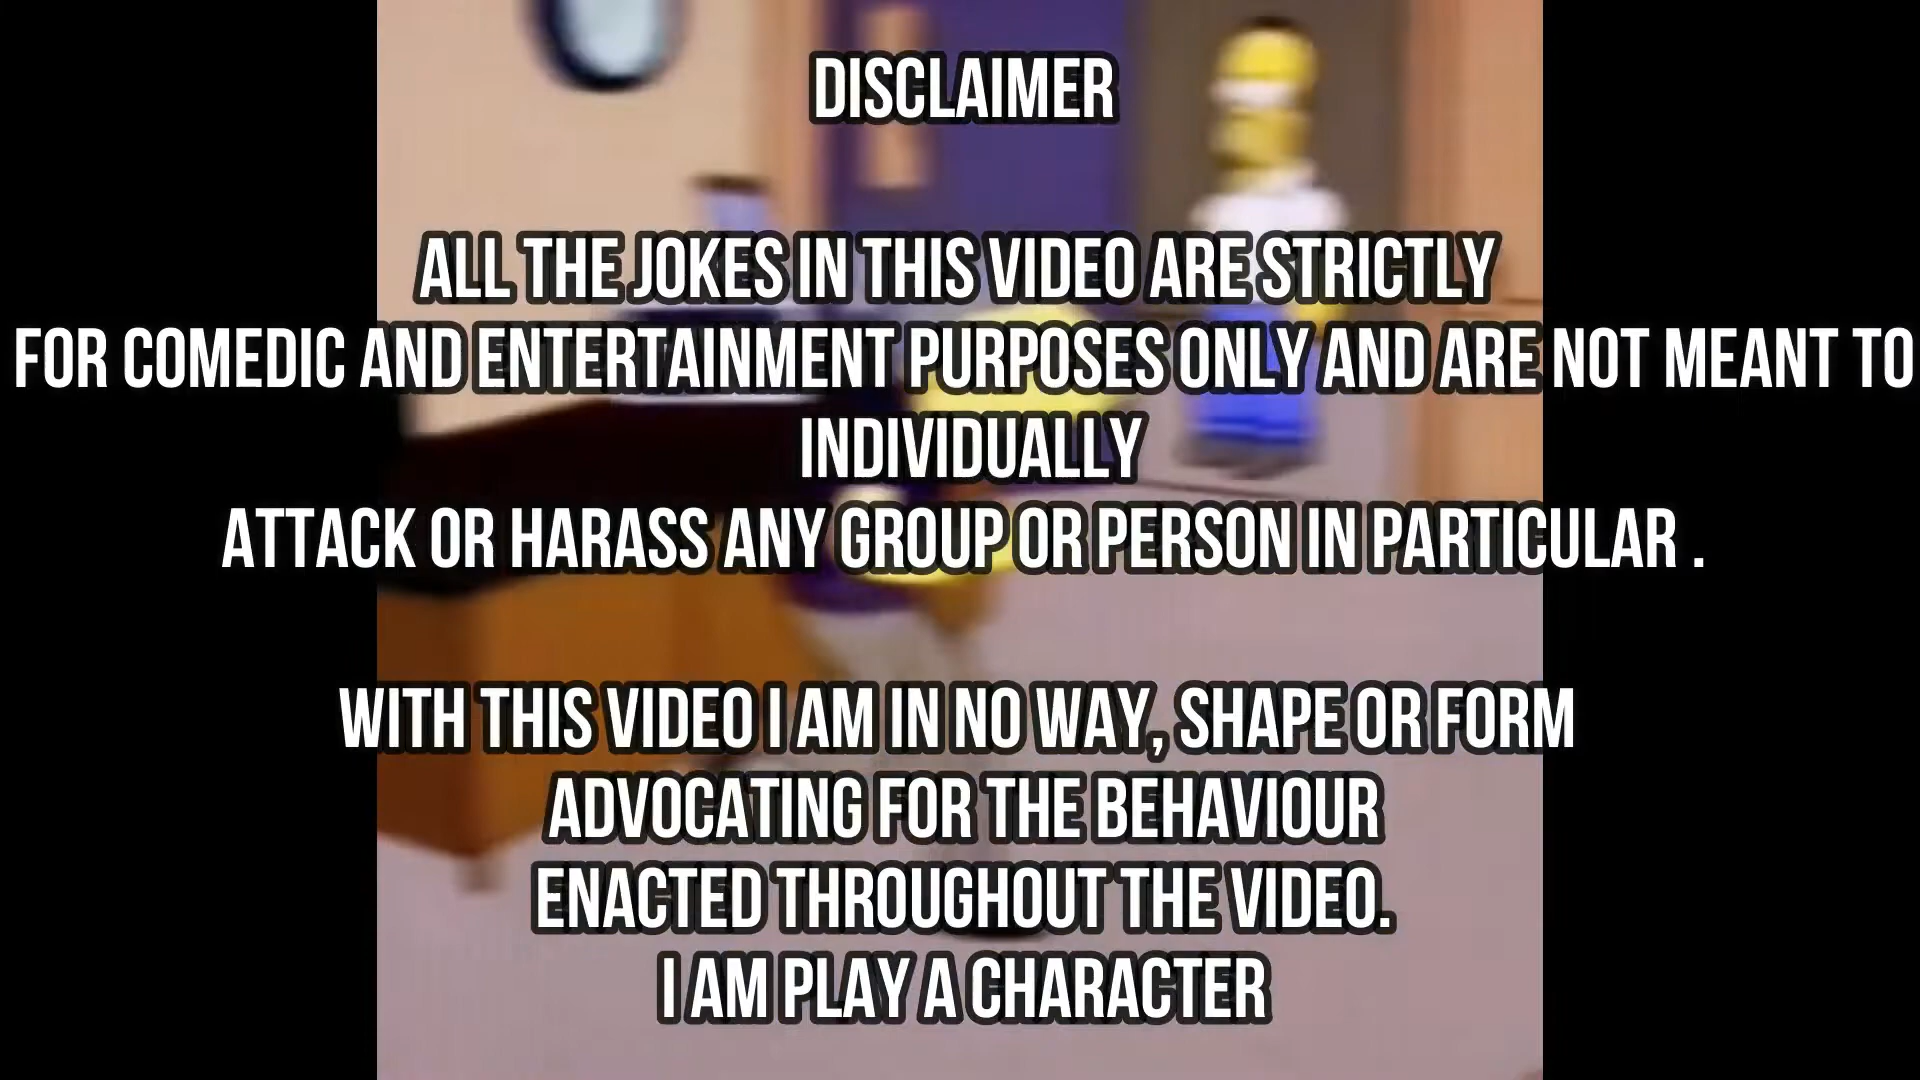 DISCLAIMER
ALL THE JOKES IN THIS VIDEO ARE STRICTLY
FOR COMEDIC AND ENTERTAINMENT PURPOSES ONLY AND ARE NOT MEANT TO
INDIVIDUALLY
ATTACK OR HARASS ANY GROUP OR PERSON IN PARTICULAR .
WITH THIS VIDEO I AM IN NO WAY, SHAPE OR FORM
ADVOCATING FOR THE BEHAVIOUR
ENACTED THROUGHOUT THE VIDEO.
I AM PLAY A CHARACTER